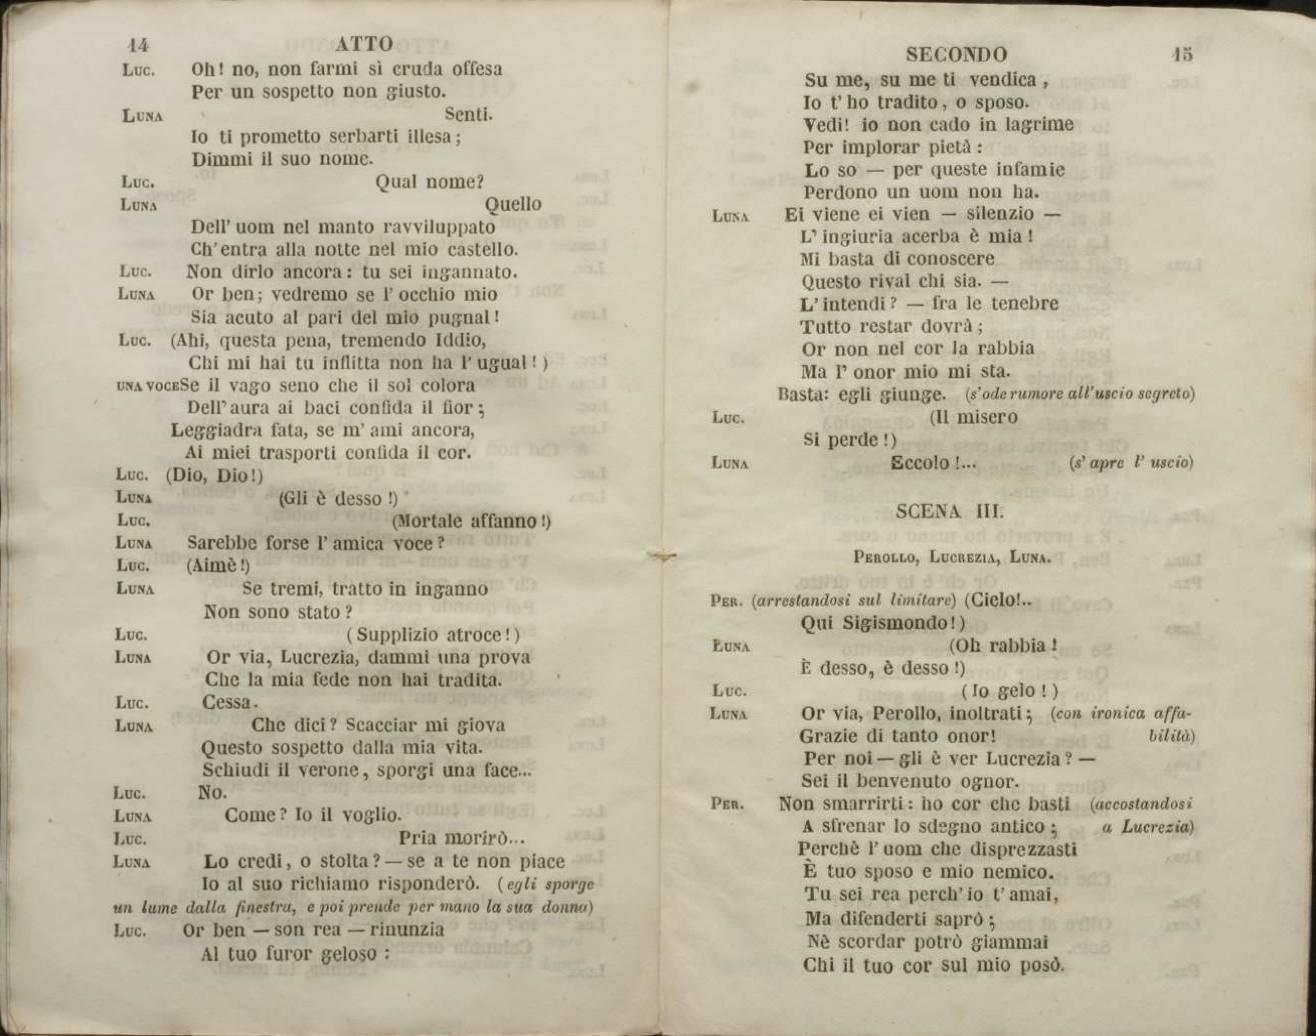 14 ATTO
Luc. Oh! no, non farmi sì cruda offesa
Per un sospetto non giusto.
Luna Senti.
Io ti prometto serbarti illesa;
Dimmi il suo nome.
Luc. Qual nome?
Luna Quello
Dell' uom nel manto ravviluppato
Ch'entra alla notte nel mio castello.
Luc. Non dirlo ancora: tu sei ingannato.
Luna Or ben; vedremo se l' occhio mio
Sia acuto al pari del mio pugnal!
Luc. (Ahi, questa pena, tremendo Iddio,
Chi mi hai tu inflitta non ha l' ugual!)
UNA VOCE Se il vago seno che il sol colora
Dell' aura ai baci confida il fior;
Leggiadra fata, se m' ami ancora,
Ai miei trasporti confida il cor.
Luc. (Dio, Dio!)
Luna (Gli è desso!)
Luc. (Mortale affanno!)
Luna Sarebbe forse l' amica voce?
Luc. (Aimè!)
Luna Se tremi, tratto in inganno
Non sono stato?
Luc. (Supplizio atroce!)
Luna Or via, Lucrezia, dammi una prova
Che la mia fede non hai tradita.
Luc. Cessa.
Luna Che dici? Scacciar mi giova
Questo sospetto dalla mia vita.
Schiudi il verone, sporgi una face...
Luc. No.
Luna Come? Io il voglio.
Luc. Pria morirò...
Luna Lo credi, o stolta? — se a te non piace
Io al suo richiamo risponderò. (egli sporge
un lume dalla finestra, e poi prende per mano la sua donna)
Luc. Or ben — son rea — rinunzia
Al tuo furor geloso:
SECONDO 15
Su me, su me ti vendica,
Io t' ho tradito, o sposo.
Vedi! io non cado in lagrime
Per implorar pietà:
Lo so — per queste infamie
Perdono un uom non ha.
Luna Ei viene ei vien — silenzio —
L' ingiuria acerba è mia!
Mi basta di conoscere
Questo rival chi sia. —
L' intendi? — fra le tenebre
Tutto restar dovrà;
Or non nel cor la rabbia
Ma l' onor mio mi sta.
Basta: egli giunge. (s'ode rumore all'uscio segreto)
Luc. (Il misero
Si perde!)
Luna Eccolo!... (s' apre l' uscio)
SCENA III.
Perollo, Lucrezia, Luna.
Per. (arrestandosi sul limitare) (Cielo!..
Qui Sigismondo!)
Luna (Oh rabbia!
È desso, è desso!)
Luc. (Io gelo!)
Luna Or via, Perollo, inoltrati; (con ironica affa-
Grazie di tanto onor! bilità)
Per noi — gli è ver Lucrezia? —
Sei il benvenuto ognor.
Per. Non smarrirti: ho cor che basti (accostandosi
A sfrenar lo sdegno antico; a Lucrezia)
Perchè l' uom che disprezzasti
È tuo sposo e mio nemico.
Tu sei rea perch' io t' amai,
Ma difenderti saprò;
Nè scordar potrò giammai
Chi il tuo cor sul mio posò.